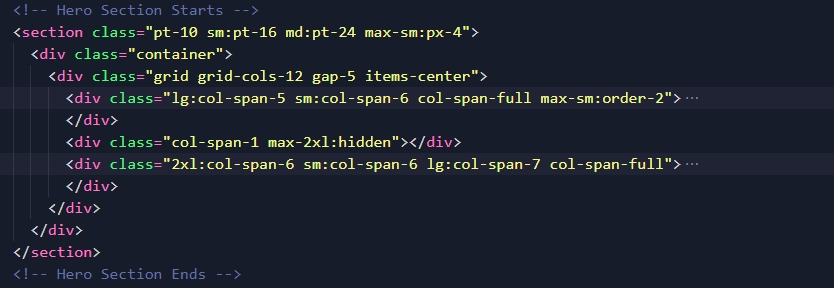 <!-- Hero Section Starts -->
<section class="pt-10 sm:pt-16 md:pt-24 max-sm:px-4">
<div class="container">
<div class="grid grid-cols-12 gap-5 items-center">
<div class="lg:col-span-5 sm:col-span-6 col-span-full max-sm:order-2">···
</div>
<div class="col-span-1 max-2xl:hidden"></div>
<div class="2xl:col-span-6 sm:col-span-6 lg:col-span-7 col-span-full">···
</div>
</div>
</div>
</section>
<!-- Hero Section Ends -->